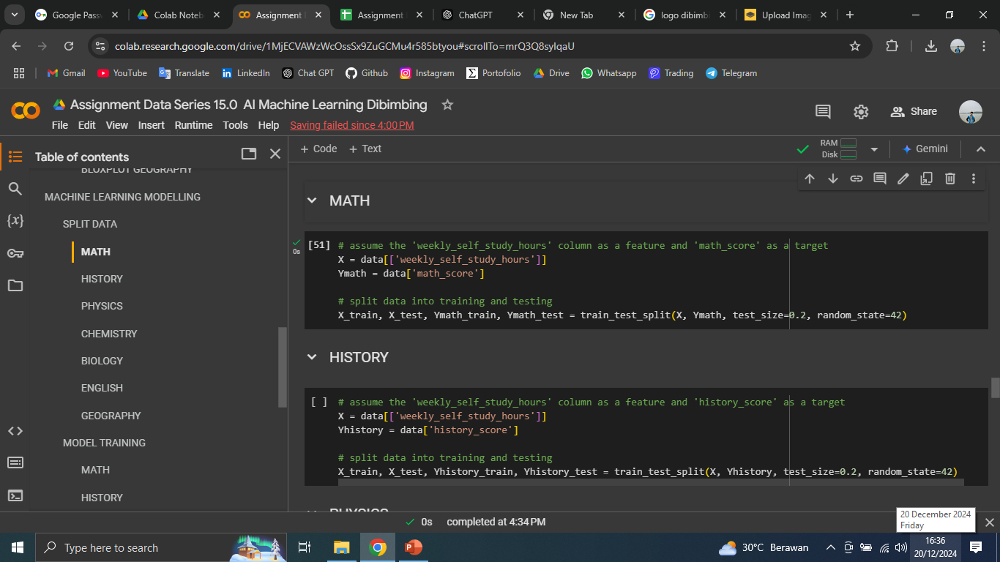 Google Passw
Colab Noteb
Assignment
Assignment
ChatGPT
New Tab
logo dibimbi
Upload Imag
colab.research.google.com/drive/1MjECVAWzWcOssSx9ZuGCMu4r585btyou#scrollTo=mrQ3Q8sylqaU
Gmail
YouTube
Translate
LinkedIn
Chat GPT
Github
Instagram
Portofolio
Drive
Whatsapp
Trading
Telegram
Assignment Data Series 15.0 AI Machine Learning Dibimbing
File Edit View Insert Runtime Tools Help Saving failed since 4:00 PM
Share
Table of contents
+ Code + Text
RAM
Disk
Gemini
BLOXPLOT GEOGRAPHY
MACHINE LEARNING MODELLING
SPLIT DATA
MATH
HISTORY
PHYSICS
CHEMISTRY
BIOLOGY
ENGLISH
GEOGRAPHY
MODEL TRAINING
MATH
HISTORY
{x}
MATH
0s
[51] # assume the 'weekly_self_study_hours' column as a feature and 'math_score' as a target
X = data[['weekly_self_study_hours']]
Ymath = data['math_score']
# split data into training and testing
X_train, X_test, Ymath_train, Ymath_test = train_test_split(X, Ymath, test_size=0.2, random_state=42)
HISTORY
[ ] # assume the 'weekly_self_study_hours' column as a feature and 'history_score' as a target
X = data[['weekly_self_study_hours']]
Yhistory = data['history_score']
# split data into training and testing
X_train, X_test, Yhistory_train, Yhistory_test = train_test_split(X, Yhistory, test_size=0.2, random_state=42)
PHYSICS
0s completed at 4:34 PM
20 December 2024
Friday
Type here to search
30°C Berawan
16:36
20/12/2024